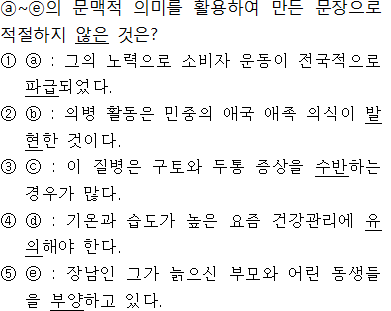 ⓐ~ⓔ의 문맥적 의미를 활용하여 만든 문장으로
적절하지 않은 것은?
① ⓐ : 그의 노력으로 소비자 운동이 전국적으로
파급되었다.
② ⓑ : 의병 활동은 민중의 애국 애족 의식이 발
현한 것이다.
③ ⓒ : 이 질병은 구토와 두통 증상을 수반하는
경우가 많다.
④ ⓓ : 기온과 습도가 높은 요즘 건강관리에 유
의해야 한다.
⑤ ⓔ : 장남인 그가 늙으신 부모와 어린 동생들
을 부양하고 있다.